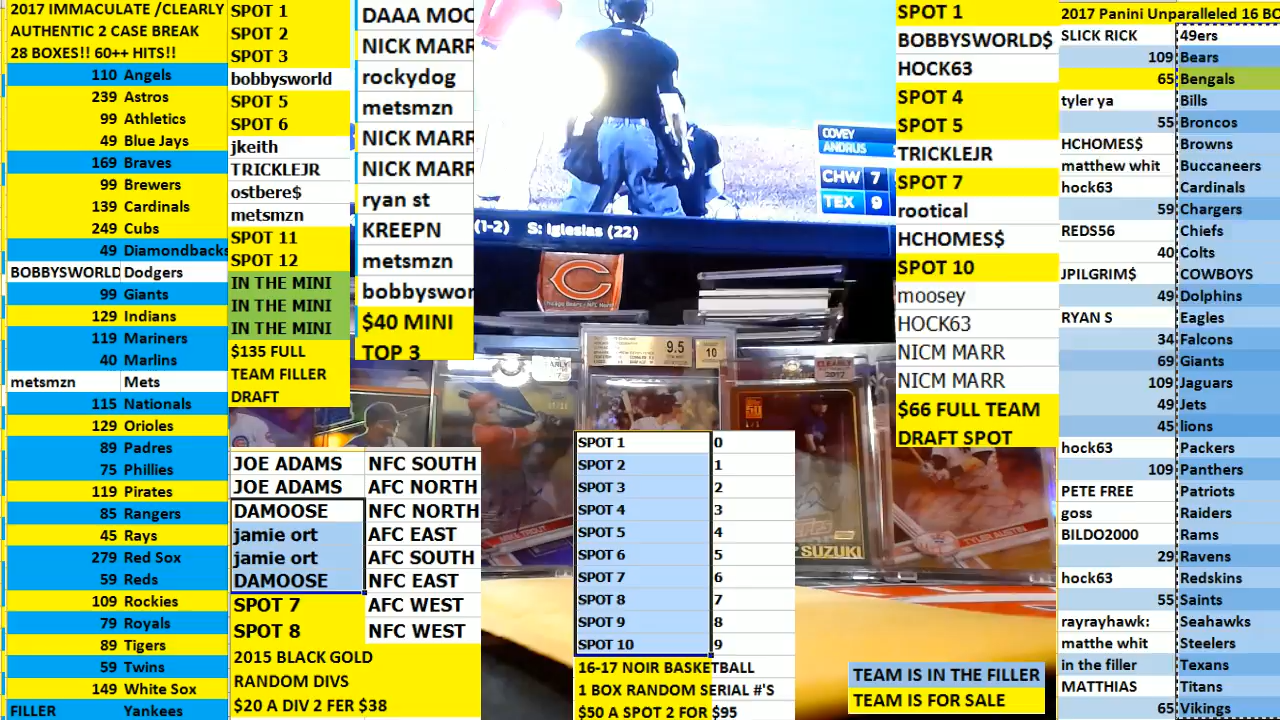 2017 IMMACULATE /CLEARLY
AUTHENTIC 2 CASE BREAK
28 BOXES!! 60++ HITS!!
110 Angels
239 Astros
99 Athletics
49 Blue Jays
169 Braves
99 Brewers
139 Cardinals
249 Cubs
49 Diamondbacks
BOBBYSWORLD Dodgers
99 Giants
129 Indians
119 Mariners
40 Marlins
metsmzn Mets
115 Nationals
129 Orioles
89 Padres
75 Phillies
119 Pirates
85 Rangers
45 Rays
279 Red Sox
59 Reds
109 Rockies
79 Royals
89 Tigers
59 Twins
149 White Sox
FILLER Yankees
SPOT 1
SPOT 2
SPOT 3
bobbysworld
SPOT 5
SPOT 6
jkeith
TRICKLEJR
ostbere$
metsmzn
SPOT 11
SPOT 12
IN THE MINI
IN THE MINI
IN THE MINI
$135 FULL
TEAM FILLER
DRAFT
DAAA MOO
NICK MARR
rockydog
metsmzn
NICK MARR
NICK MARR
ryan st
KREEPN
metsmzn
bobbyswor
$40 MINI
TOP 3
COVEY
ANDRUS
CHW 7
TEX 9
(1-2) S: Iglesias (22)
9.5
10
SUZUKI
JOE ADAMS NFC SOUTH
JOE ADAMS AFC NORTH
DAMOOSE NFC NORTH
jamie ort AFC EAST
jamie ort AFC SOUTH
DAMOOSE NFC EAST
SPOT 7 AFC WEST
SPOT 8 NFC WEST
2015 BLACK GOLD
RANDOM DIVS
$20 A DIV 2 FER $38
SPOT 1 0
SPOT 2 1
SPOT 3 2
SPOT 4 3
SPOT 5 4
SPOT 6 5
SPOT 7 6
SPOT 8 7
SPOT 9 8
SPOT 10 9
16-17 NOIR BASKETBALL
1 BOX RANDOM SERIAL #'S
$50 A SPOT 2 FOR $95
SPOT 1
BOBBYSWORLD$
HOCK63
SPOT 4
SPOT 5
TRICKLEJR
SPOT 7
rootical
HCHOMES$
SPOT 10
moosey
HOCK63
NICM MARR
NICM MARR
$66 FULL TEAM
DRAFT SPOT
TEAM IS IN THE FILLER
TEAM IS FOR SALE
2017 Panini Unparalleled 16 BO
SLICK RICK 49ers
109 Bears
65 Bengals
tyler ya Bills
55 Broncos
HCHOMES$ Browns
matthew whit Buccaneers
hock63 Cardinals
59 Chargers
REDS56 Chiefs
40 Colts
JPILGRIM$ COWBOYS
49 Dolphins
RYAN S Eagles
34 Falcons
69 Giants
109 Jaguars
49 Jets
45 lions
hock63 Packers
109 Panthers
PETE FREE Patriots
goss Raiders
BILDO2000 Rams
29 Ravens
hock63 Redskins
55 Saints
rayrayhawk: Seahawks
matthe whit Steelers
in the filler Texans
MATTHIAS Titans
65 Vikings